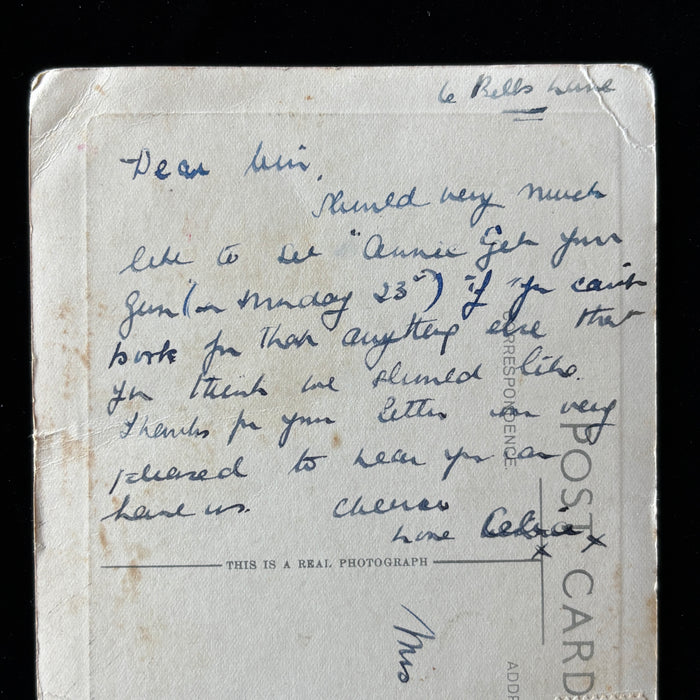 6 Bells Lane
Dear Win,
Should very much
like to see "Annie Get your
Gun (on Monday 23rd) if you can't
book for that anything else that
you think we should like.
Thanks for your letter am very
pleased to hear you can
have us. Cheerio
Love Celia
x x
THIS IS A REAL PHOTOGRAPH
CORRESPONDENCE.
POST CARD
Mis
ADDRE